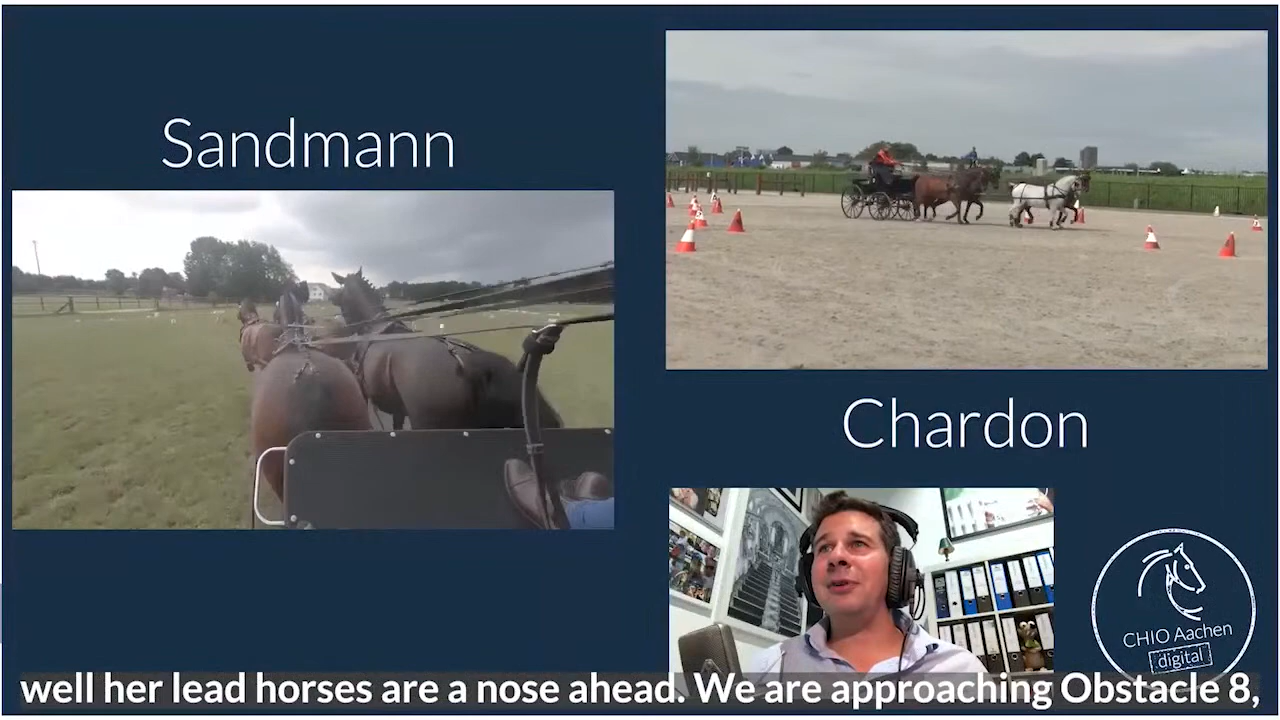 Sandmann
Chardon
CHIO Aachen
digital
well her lead horses are a nose ahead. We are approaching Obstacle 8,